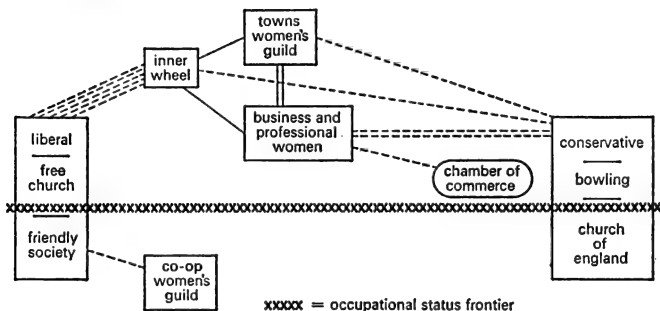 towns
women's
guild
inner
wheel
business and
professional
women
liberal
free
church
friendly
society
co-op
women's
guild
chamber of
commerce
conservative
bowling
church
of
england
xxxxx = occupational status frontier